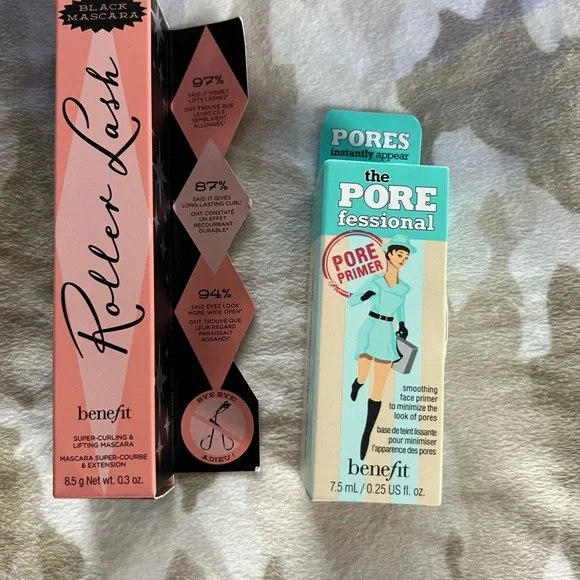 BLACK
MASCARA
Roller Lash
benefit
SUPER-CURLING &
LIFTING MASCARA
MASCARA SUPER-COURBE
& EXTENSION
8.5 g Net wt. 0.3 oz.
97%
SAID IT VISIBLY
LIFTS LASHES*
ONT TROUVÉ QUE
LEURS CILS
SEMBLAIENT
ALLONGÉS*
87%
SAID IT GIVES
LONG-LASTING CURL*
ONT CONSTATÉ
UN EFFET
RECOURBANT
DURABLE*
94%
SAID EYES LOOK
MORE WIDE OPEN*
ONT TROUVÉ QUE
LEUR REGARD
PARAISSAIT
AGRANDI*
BYE BYE!
ADIEU!
PORES
instantly appear
the
PORE
fessional
PORE
PRIMER
smoothing
face primer
to minimize the
look of pores
base de teint lissante
pour minimiser
l'apparence des pores
benefit
7.5 mL / 0.25 US fl. oz.